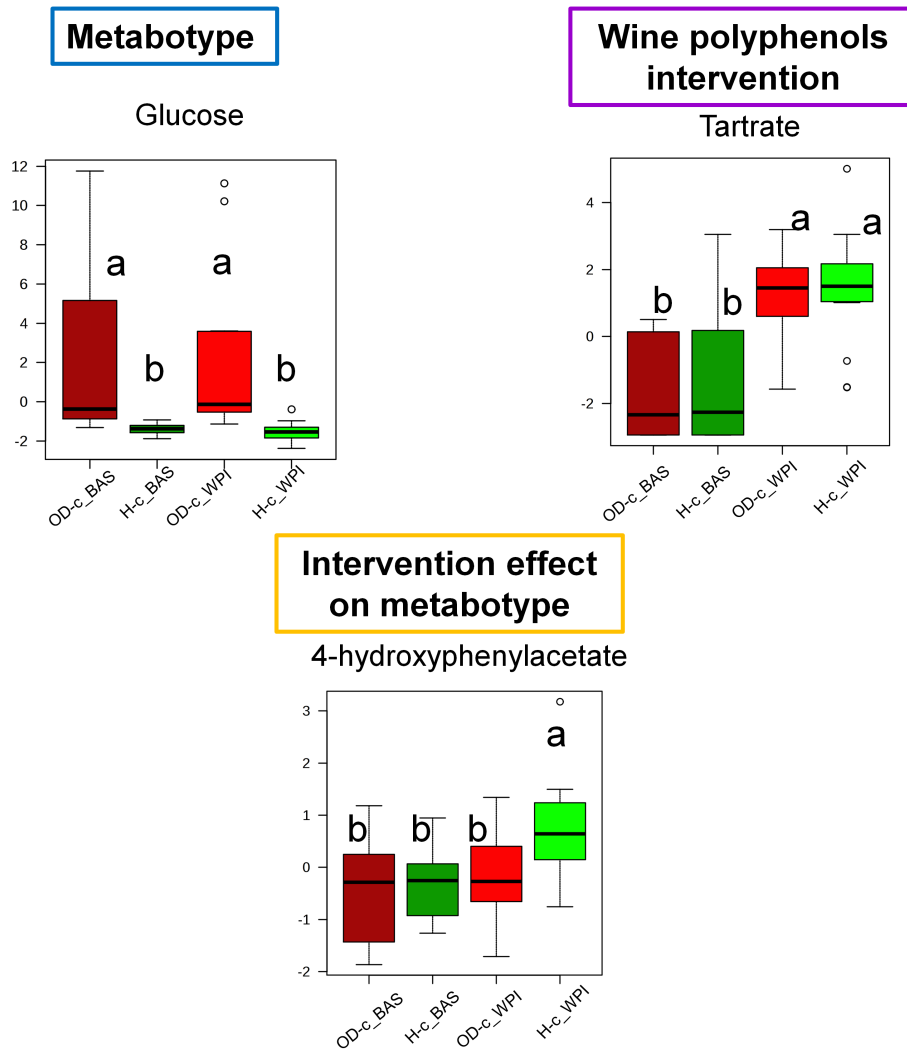 Metabotype
Glucose
12
10
8
6
4
2
0
-2
a
b
a
b
OD-c_BAS
H-c_BAS
OD-c_WPI
H-c_WPI
Wine polyphenols
intervention
Tartrate
4
2
0
-2
b
b
a
a
OD-c_BAS
H-c_BAS
OD-c_WPI
H-c_WPI
Intervention effect
on metabotype
4-hydroxyphenylacetate
3
2
1
0
-1
-2
b
b
b
a
OD-c_BAS
H-c_BAS
OD-c_WPI
H-c_WPI